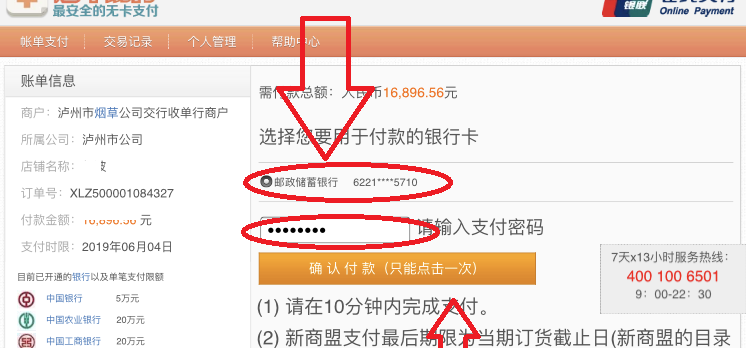 最安全的无卡支付
银联
Online Payment
帐单支付 交易记录 个人管理 帮助中心
账单信息
商户： 泸州市烟草公司交行收单行商户
所属公司： 泸州市公司
店铺名称：
订单号： XLZ500001084327
付款金额： 16,896.56 元
支付时间： 2019年06月04日
目前已开通的银行以及单笔支付限额
中国银行 5万元
中国农业银行 20万元
中国工商银行 20万元
需付款总额：人民币16,896.56元
选择您要用于付款的银行卡
邮政储蓄银行 6221****5710
●●●●●●●● 请输入支付密码
确 认 付 款 （只能点击一次）
(1) 请在10分钟内完成支付。
(2) 新商盟支付最后期限为当期订货截止日(新商盟的目录
7天x13小时服务热线：
400 100 6501
9：00-22：30